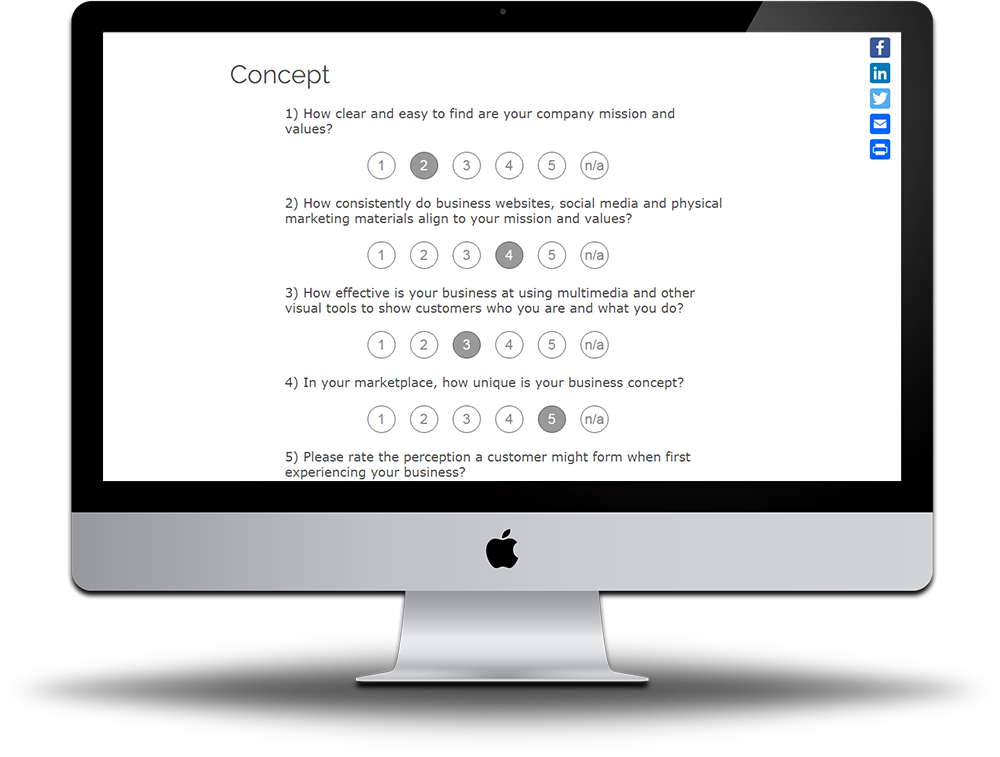 Concept
1) How clear and easy to find are your company mission and
values?
1 2 3 4 5 n/a
2) How consistently do business websites, social media and physical
marketing materials align to your mission and values?
1 2 3 4 5 n/a
3) How effective is your business at using multimedia and other
visual tools to show customers who you are and what you do?
1 2 3 4 5 n/a
4) In your marketplace, how unique is your business concept?
1 2 3 4 5 n/a
5) Please rate the perception a customer might form when first
experiencing your business?